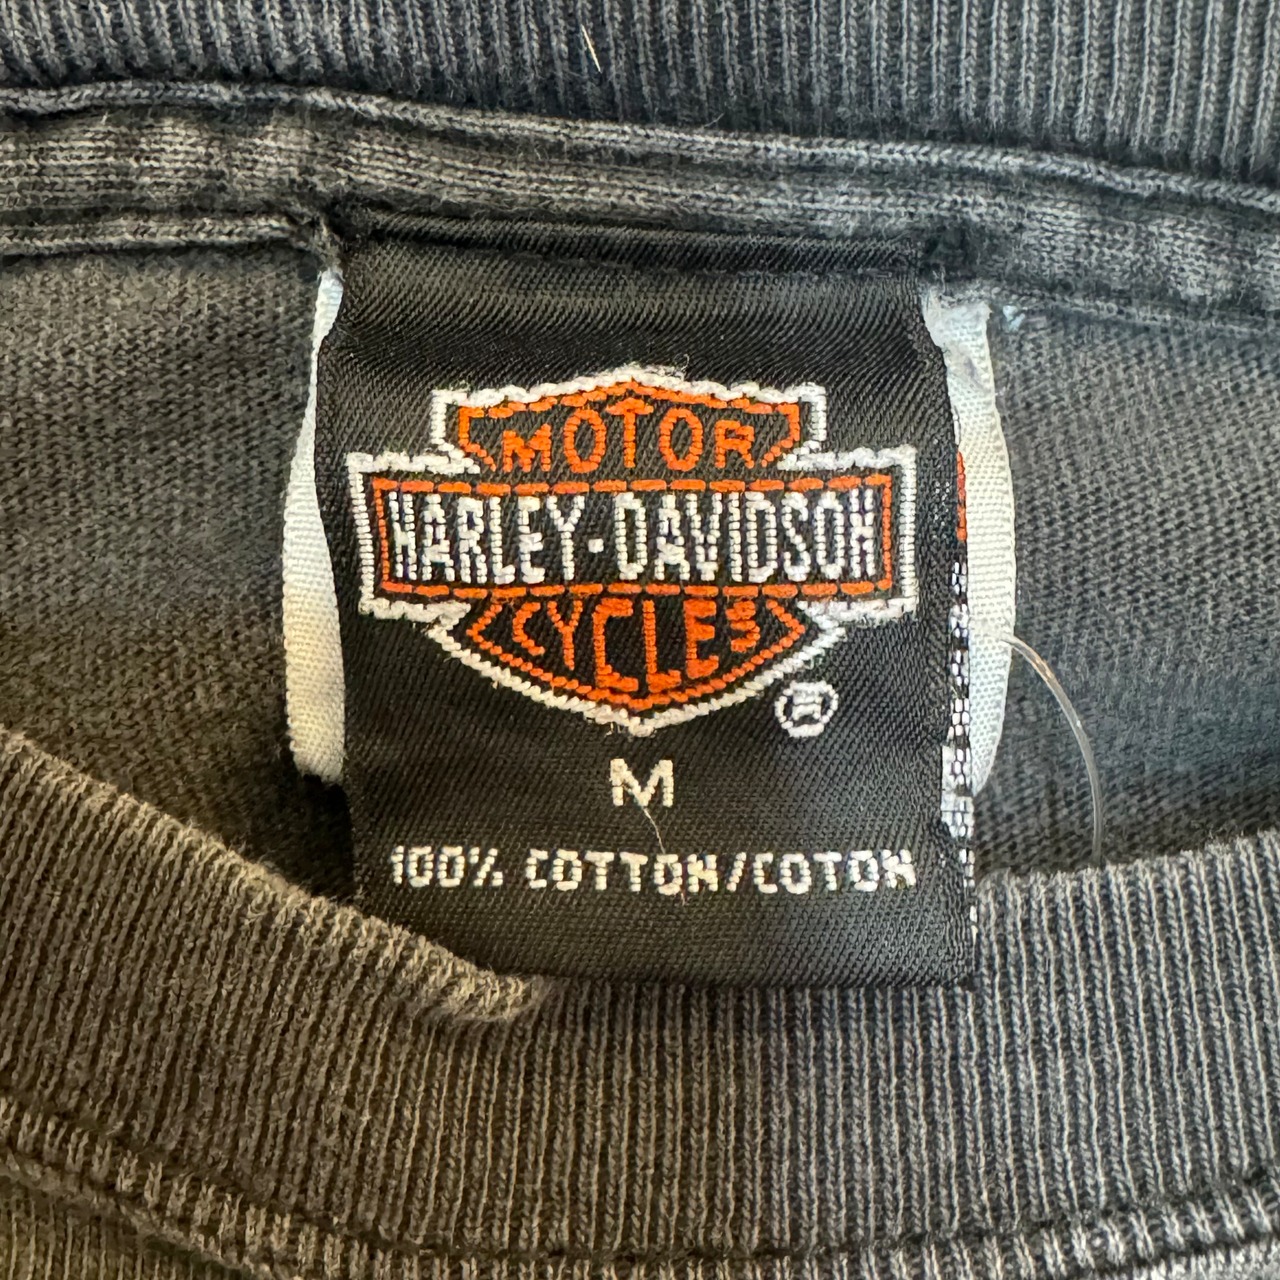 MOTOR
HARLEY-DAVIDSON
CYCLES
®
M
100% COTTON/COTON